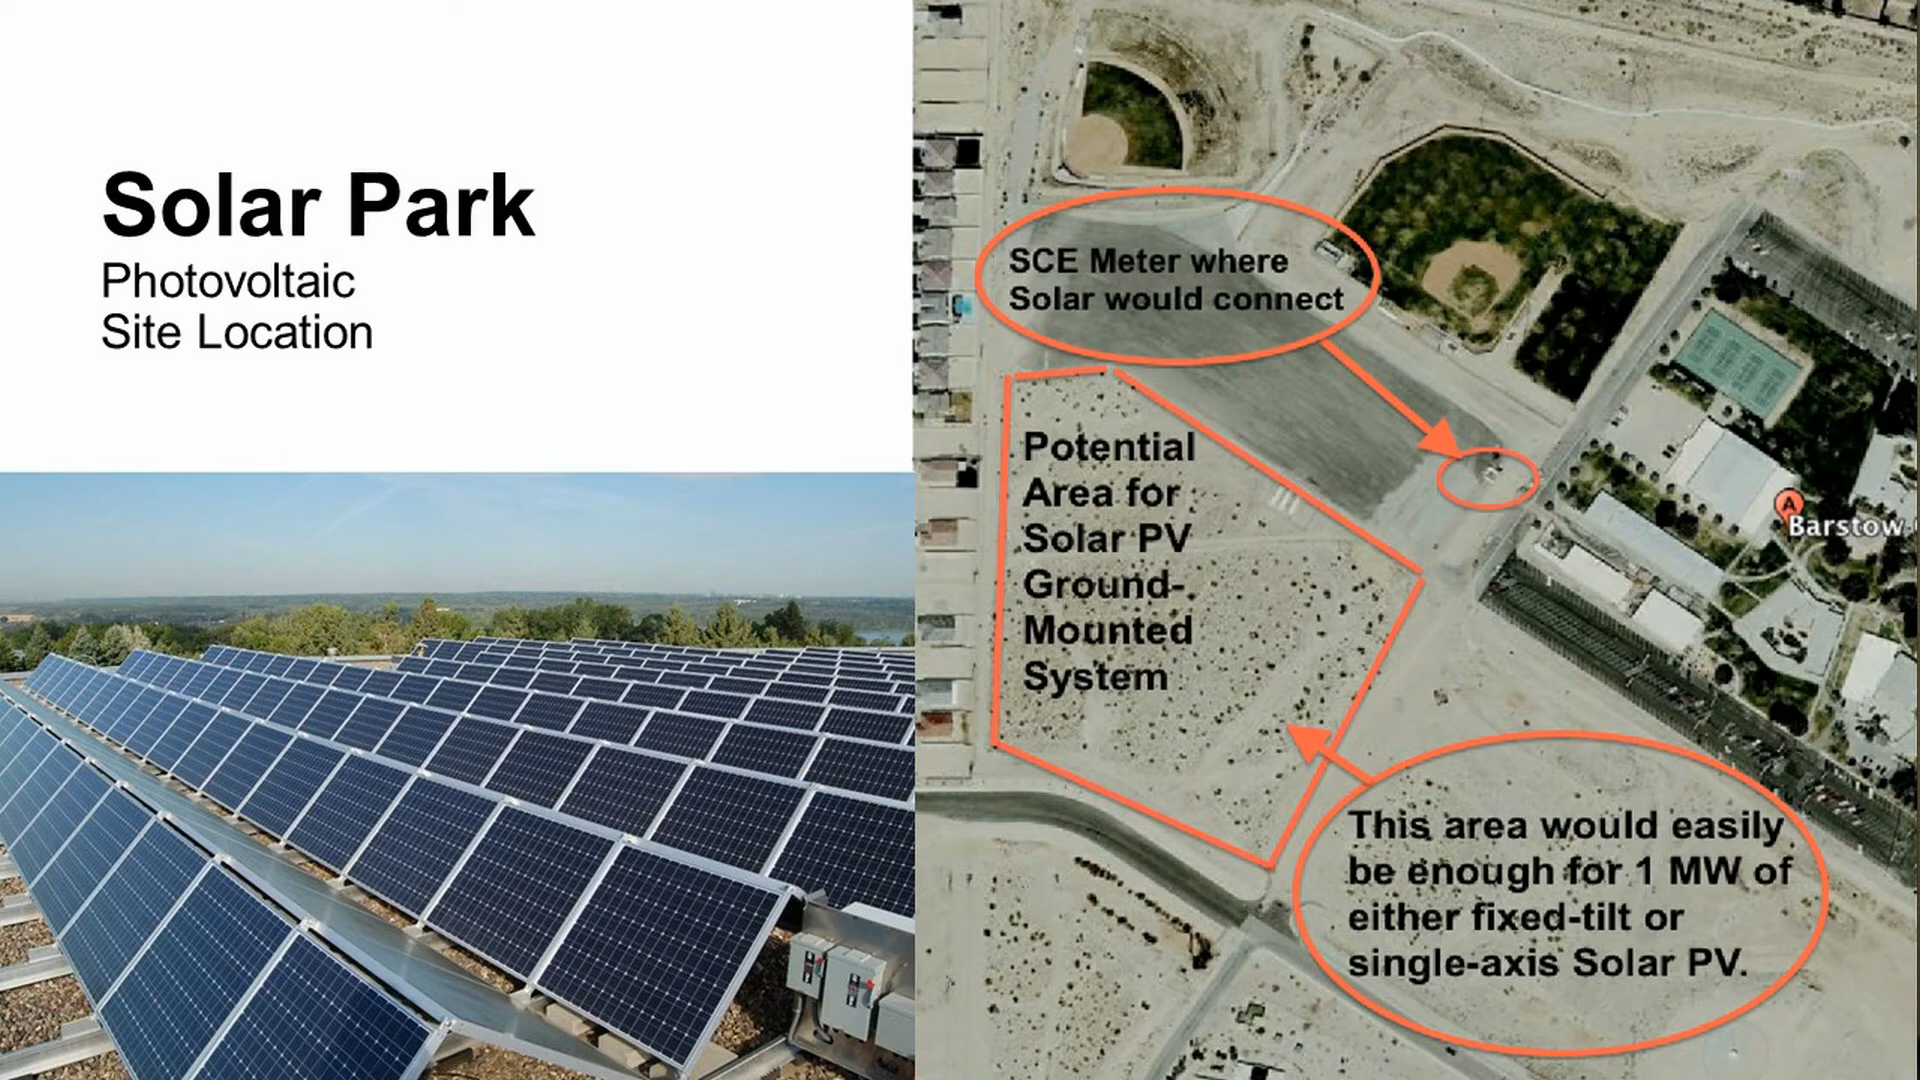 Solar Park
Photovoltaic
Site Location
SCE Meter where
Solar would connect
Potential
Area for
Solar PV
Ground-
Mounted
System
A
Barstow
This area would easily
be enough for 1 MW of
either fixed-tilt or
single-axis Solar PV.